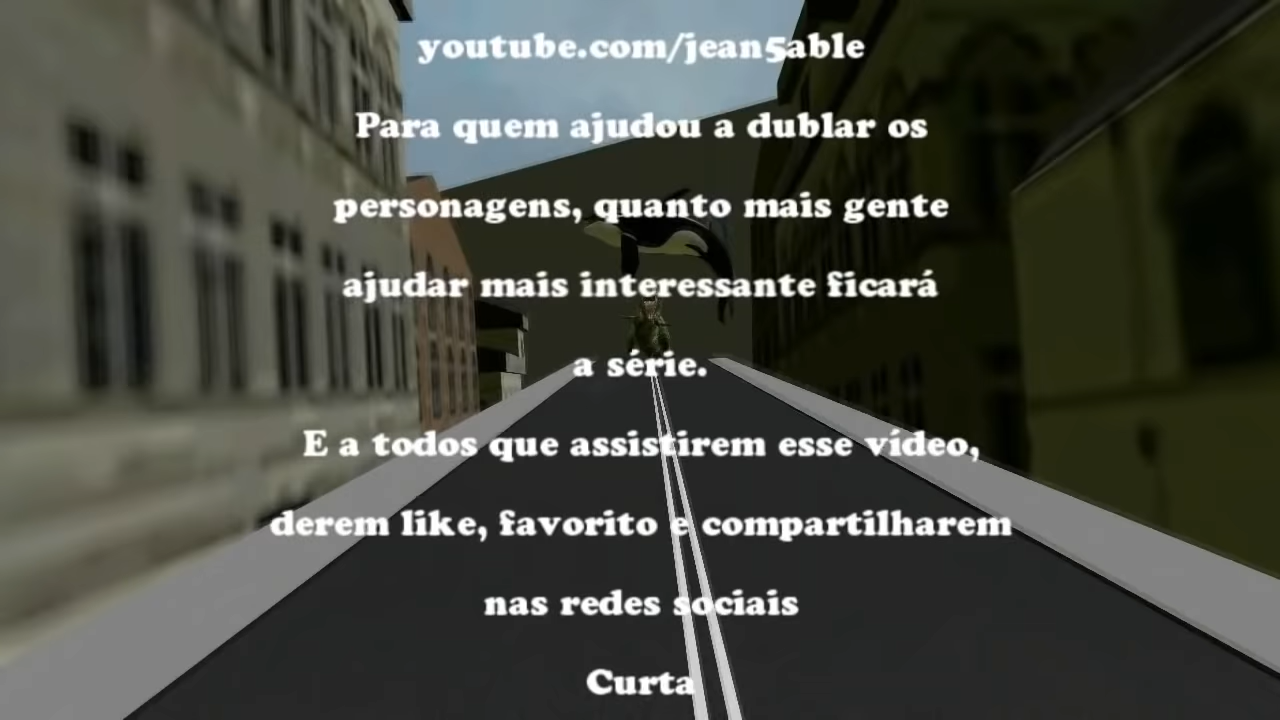 youtube.com/jean5able
Para quem ajudou a dublar os
personagens, quanto mais gente
ajudar mais interessante ficará
a série.
E a todos que assistirem esse vídeo,
derem like, favorito e compartilharem
nas redes sociais
Curta